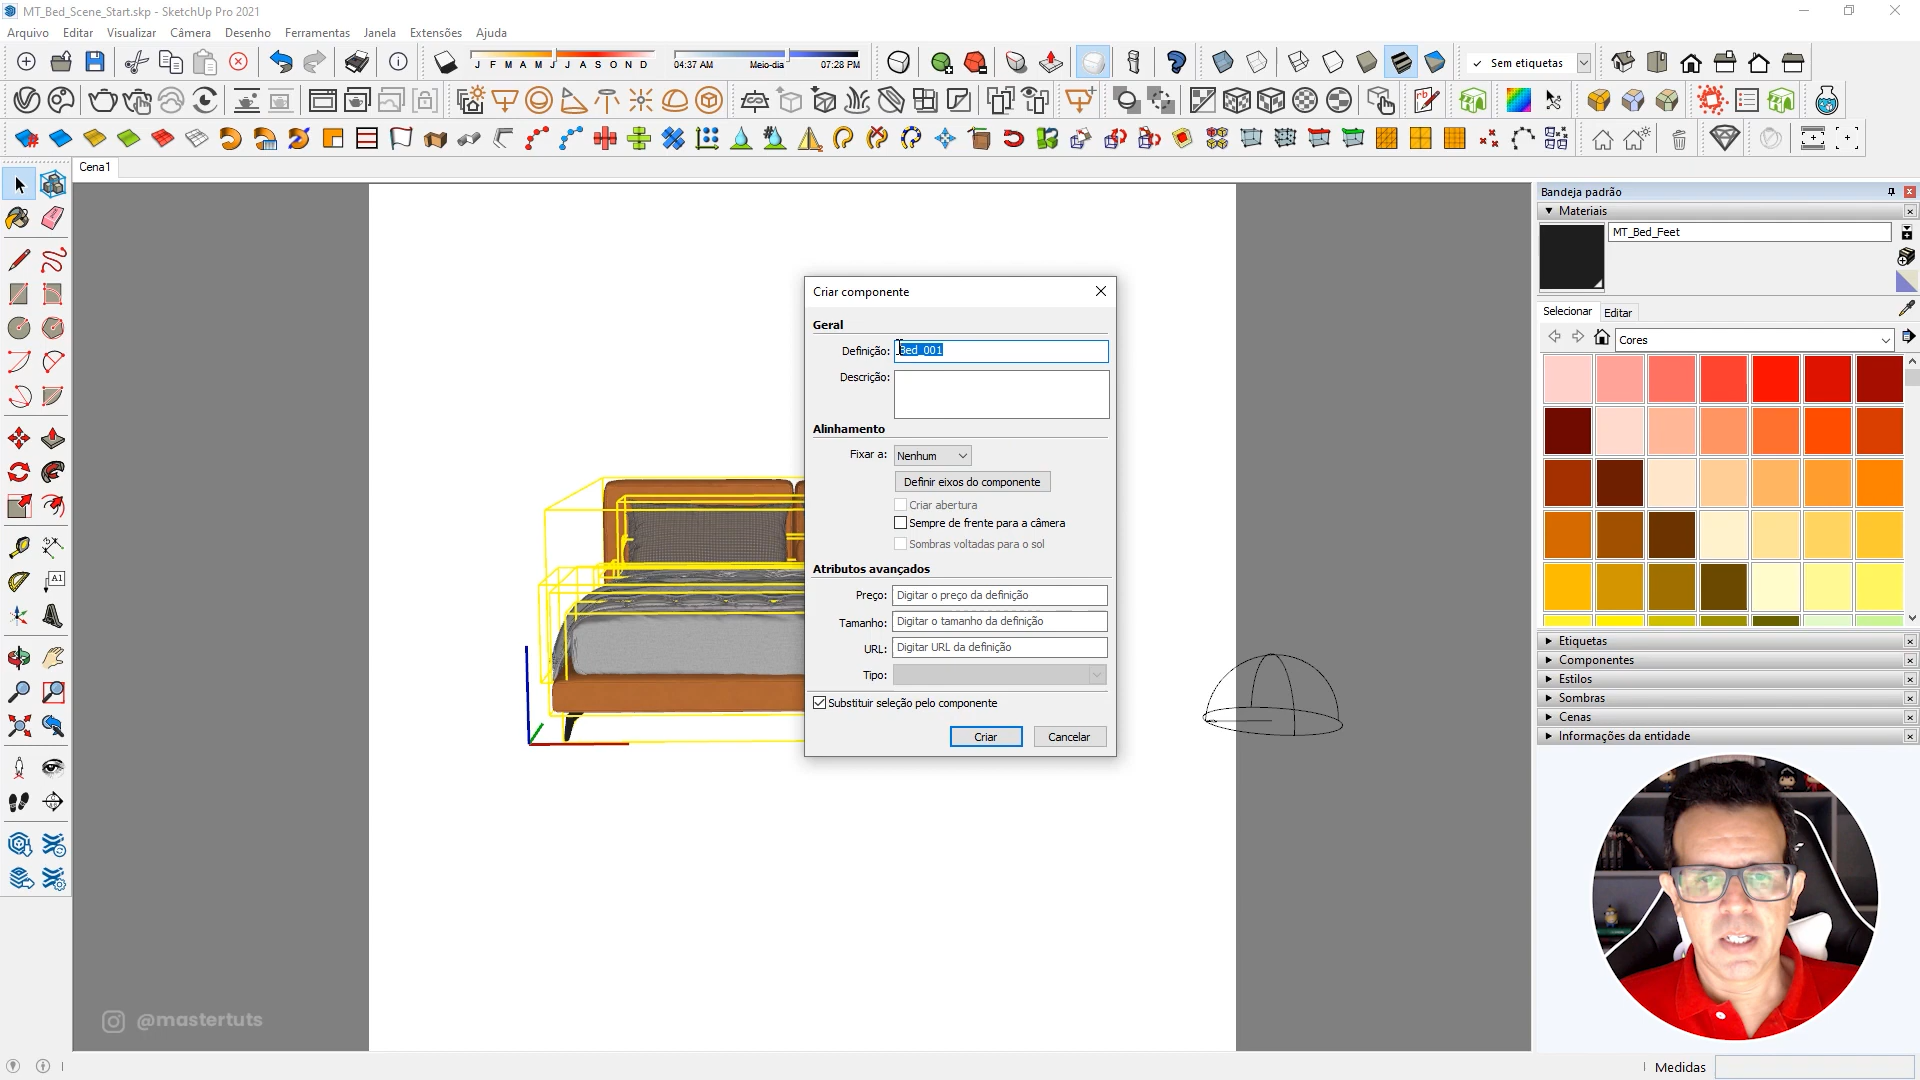 MT_Bed_Scene_Start.skp - SketchUp Pro 2021
Arquivo Editar Visualizar Câmera Desenho Ferramentas Janela Extensões Ajuda
J F M A M J J A S O N D
04:37 AM Meio-dia 07:28 PM
✓ Sem etiquetas
Cena1
Bandeja padrão
Materiais
MT_Bed_Feet
Selecionar Editar
Cores
Criar componente
Geral
Definição: Bed_001
Descrição:
Alinhamento
Fixar a: Nenhum
Definir eixos do componente
Criar abertura
Sempre de frente para a câmera
Sombras voltadas para o sol
Atributos avançados
Preço: Digitar o preço da definição
Tamanho: Digitar o tamanho da definição
URL: Digitar URL da definição
Tipo:
Substituir seleção pelo componente
Criar Cancelar
Etiquetas
Componentes
Estilos
Sombras
Cenas
Informações da entidade
@mastertuts
Medidas